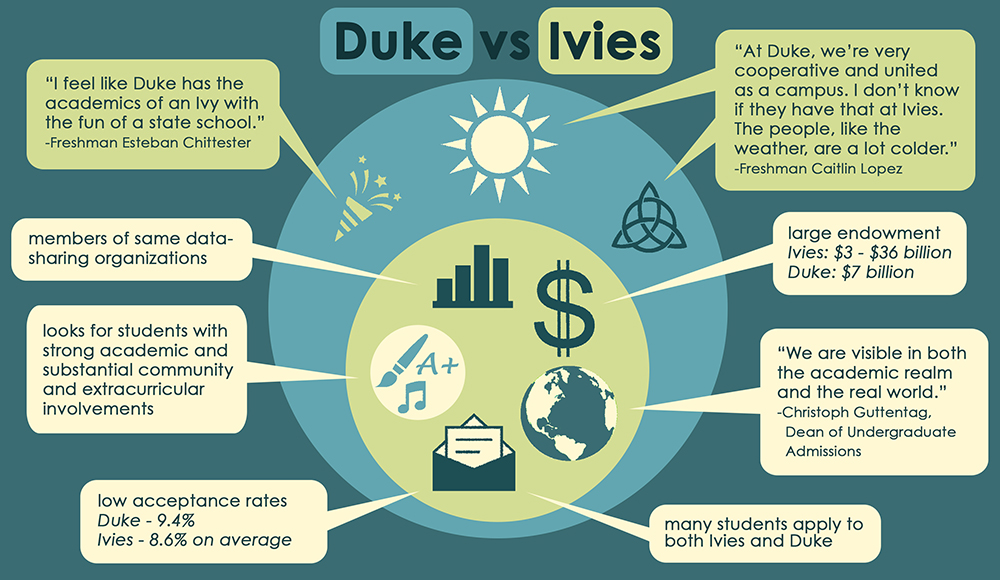 Duke vs Ivies
“I feel like Duke has the
academics of an Ivy with
the fun of a state school.”
-Freshman Esteban Chittester
“At Duke, we’re very
cooperative and united
as a campus. I don’t know
if they have that at Ivies.
The people, like the
weather, are a lot colder.”
-Freshman Caitlin Lopez
members of same data-
sharing organizations
large endowment
Ivies: $3 - $36 billion
Duke: $7 billion
$
looks for students with
strong academic and
substantial community
and extracurricular
involvements
A+
“We are visible in both
the academic realm
and the real world.”
-Christoph Guttentag,
Dean of Undergraduate
Admissions
low acceptance rates
Duke - 9.4%
Ivies - 8.6% on average
many students apply to
both Ivies and Duke